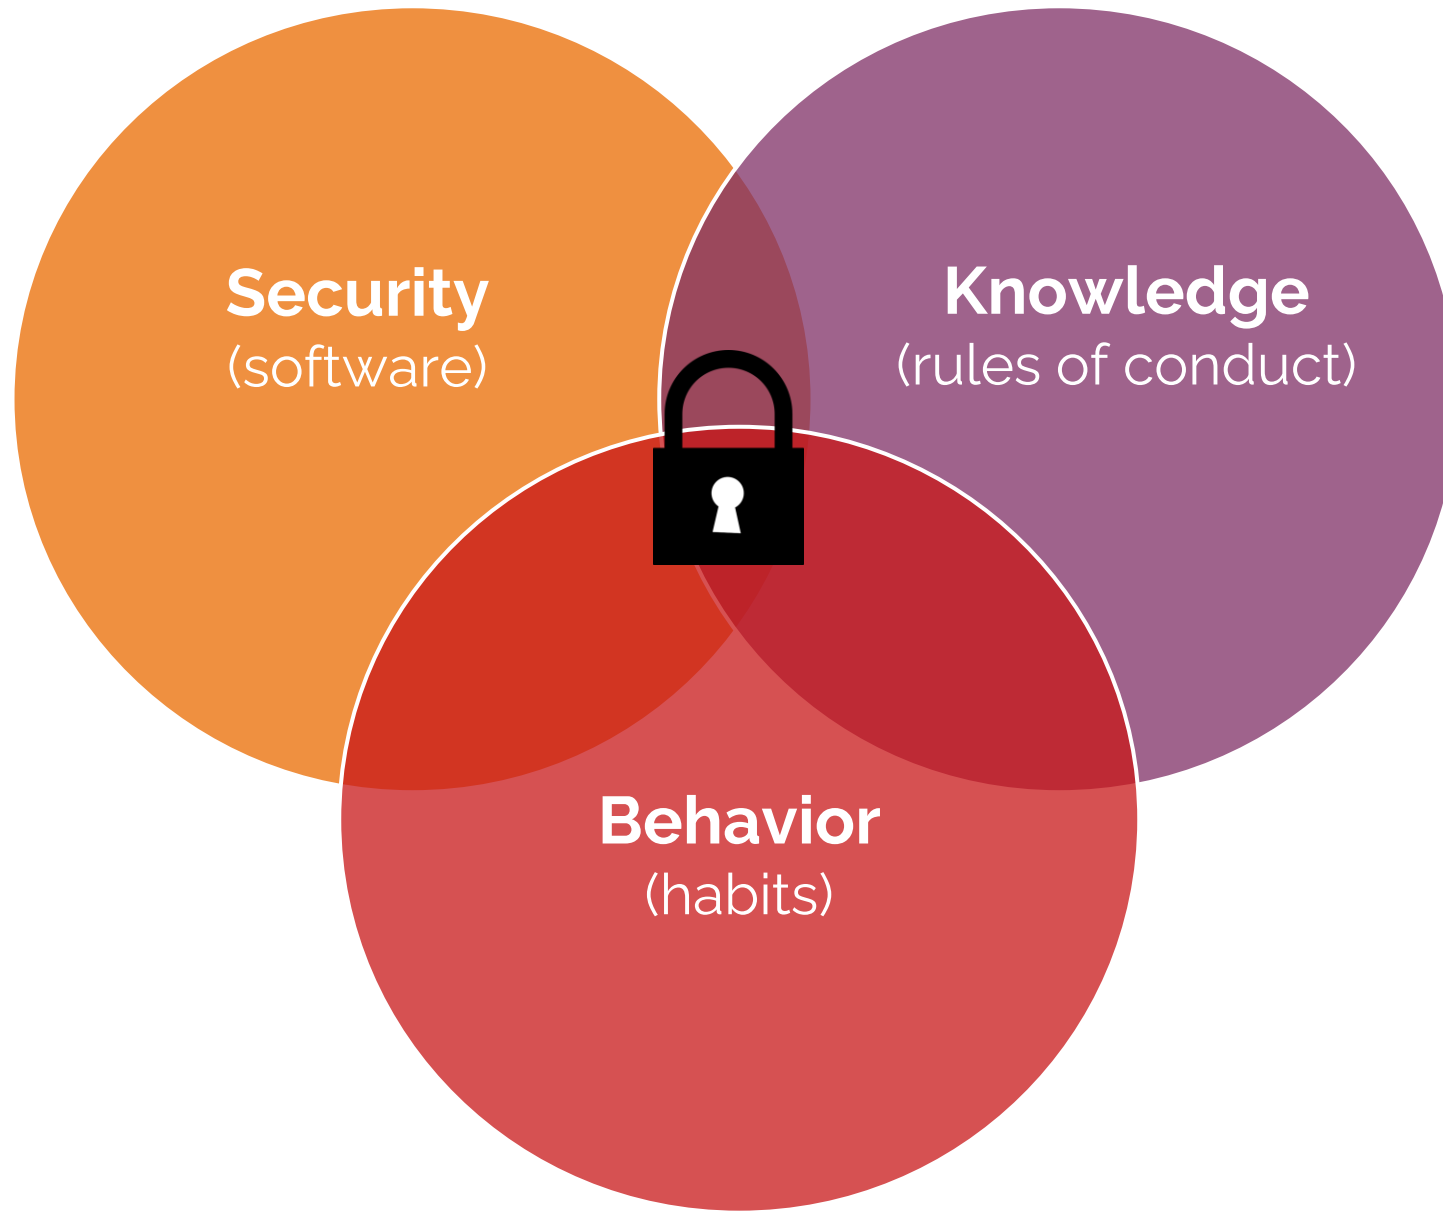 Security
(software)
Knowledge
(rules of conduct)
Behavior
(habits)